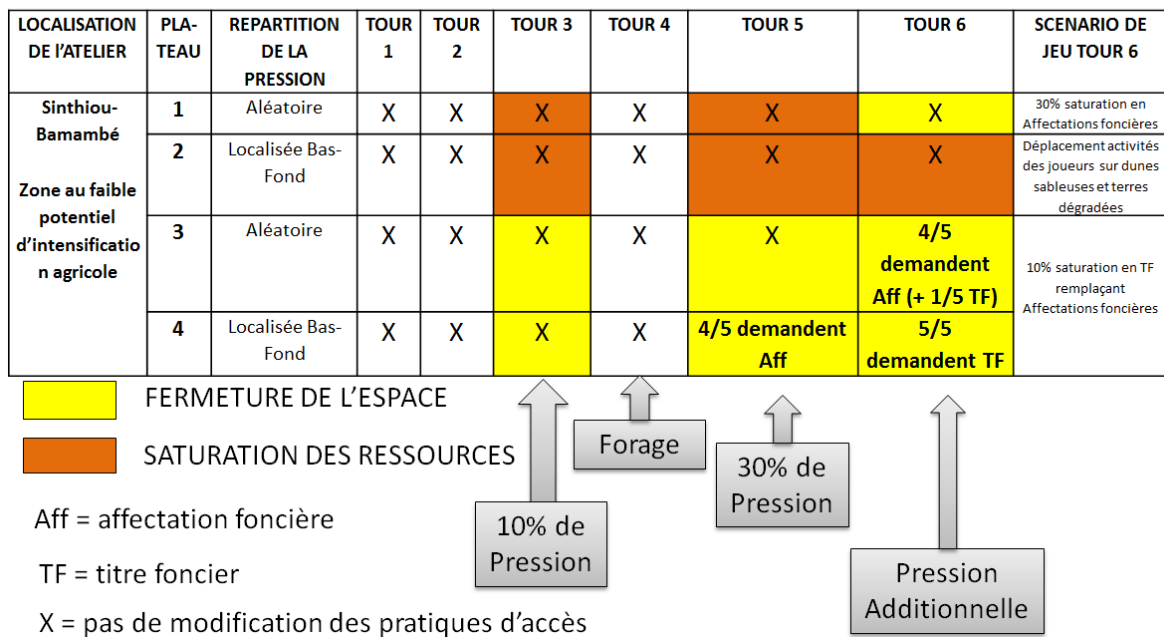 LOCALISATION
DE l'ATELIER
PLA-
TEAU
REPARTITION
DE LA
PRESSION
TOUR
1
TOUR
2
TOUR 3
TOUR 4
TOUR 5
TOUR 6
SCENARIO DE
JEU TOUR 6
Sinthiou-
Bamambé
Zone au faible
potentiel
d'intensificatio
n agricole
1
Aléatoire
X
X
X
X
X
X
30% saturation en
Affectations foncières
2
Localisée Bas-
Fond
X
X
X
X
X
X
Déplacement activités
des joueurs sur dunes
sableuses et terres
dégradées
3
Aléatoire
X
X
X
X
X
4/5
demandent
Aff (+ 1/5 TF)
10% saturation en TF
remplaçant
Affectations foncières
4
Localisée Bas-
Fond
X
X
X
X
4/5 demandent
Aff
5/5
demandent TF
FERMETURE DE L'ESPACE
SATURATION DES RESSOURCES
Aff = affectation foncière
TF = titre foncier
X = pas de modification des pratiques d'accès
10% de
Pression
Forage
30% de
Pression
Pression
Additionnelle